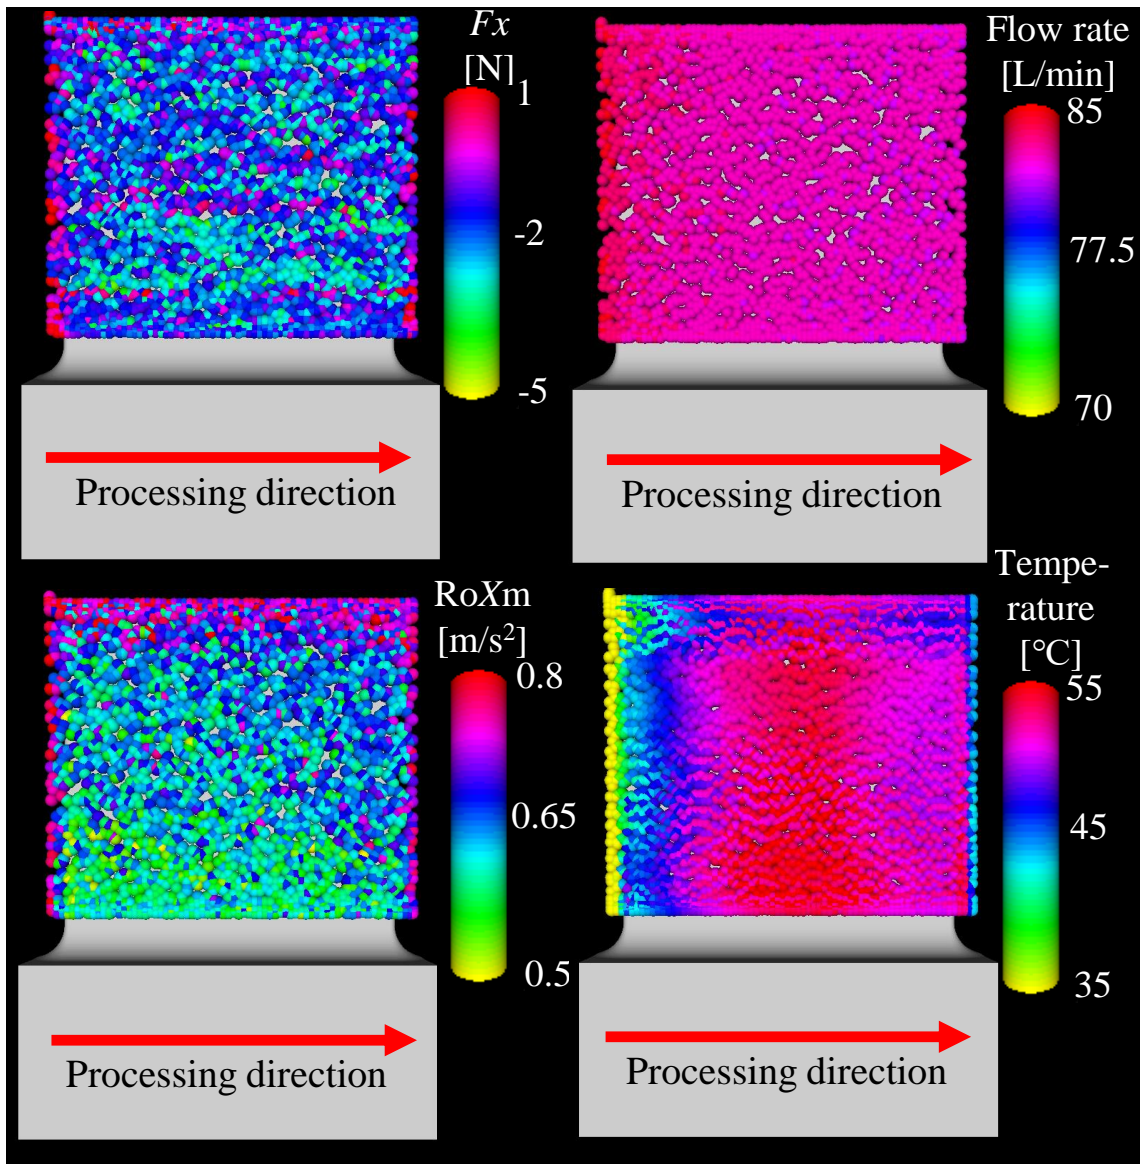 Fx
[N]
1
-2
-5
Processing direction
Flow rate
[L/min]
85
77.5
70
Processing direction
RoXm
[m/s²]
0.8
0.65
0.5
Processing direction
Tempe-
rature
[°C]
55
45
35
Processing direction